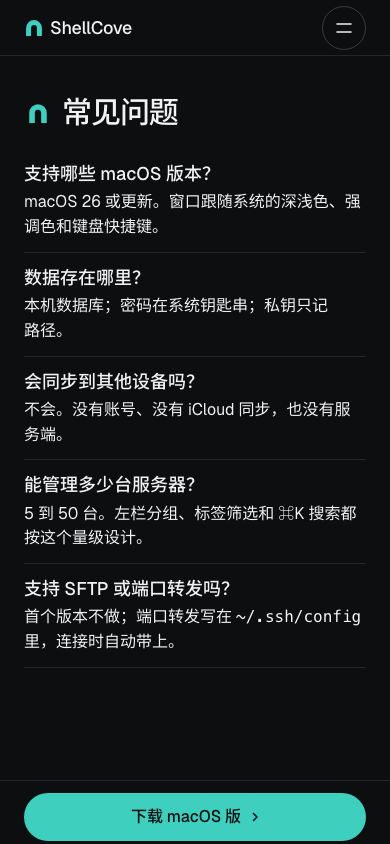 ShellCove
常见问题
支持哪些 macOS 版本？
macOS 26 或更新。窗口跟随系统的深浅色、强
调色和键盘快捷键。
数据存在哪里？
本机数据库；密码在系统钥匙串；私钥只记
路径。
会同步到其他设备吗？
不会。没有账号、没有 iCloud 同步，也没有服
务端。
能管理多少台服务器？
5 到 50 台。左栏分组、标签筛选和 ⌘K 搜索都
按这个量级设计。
支持 SFTP 或端口转发吗？
首个版本不做；端口转发写在 ~/.ssh/config
里，连接时自动带上。
下载 macOS 版 ›